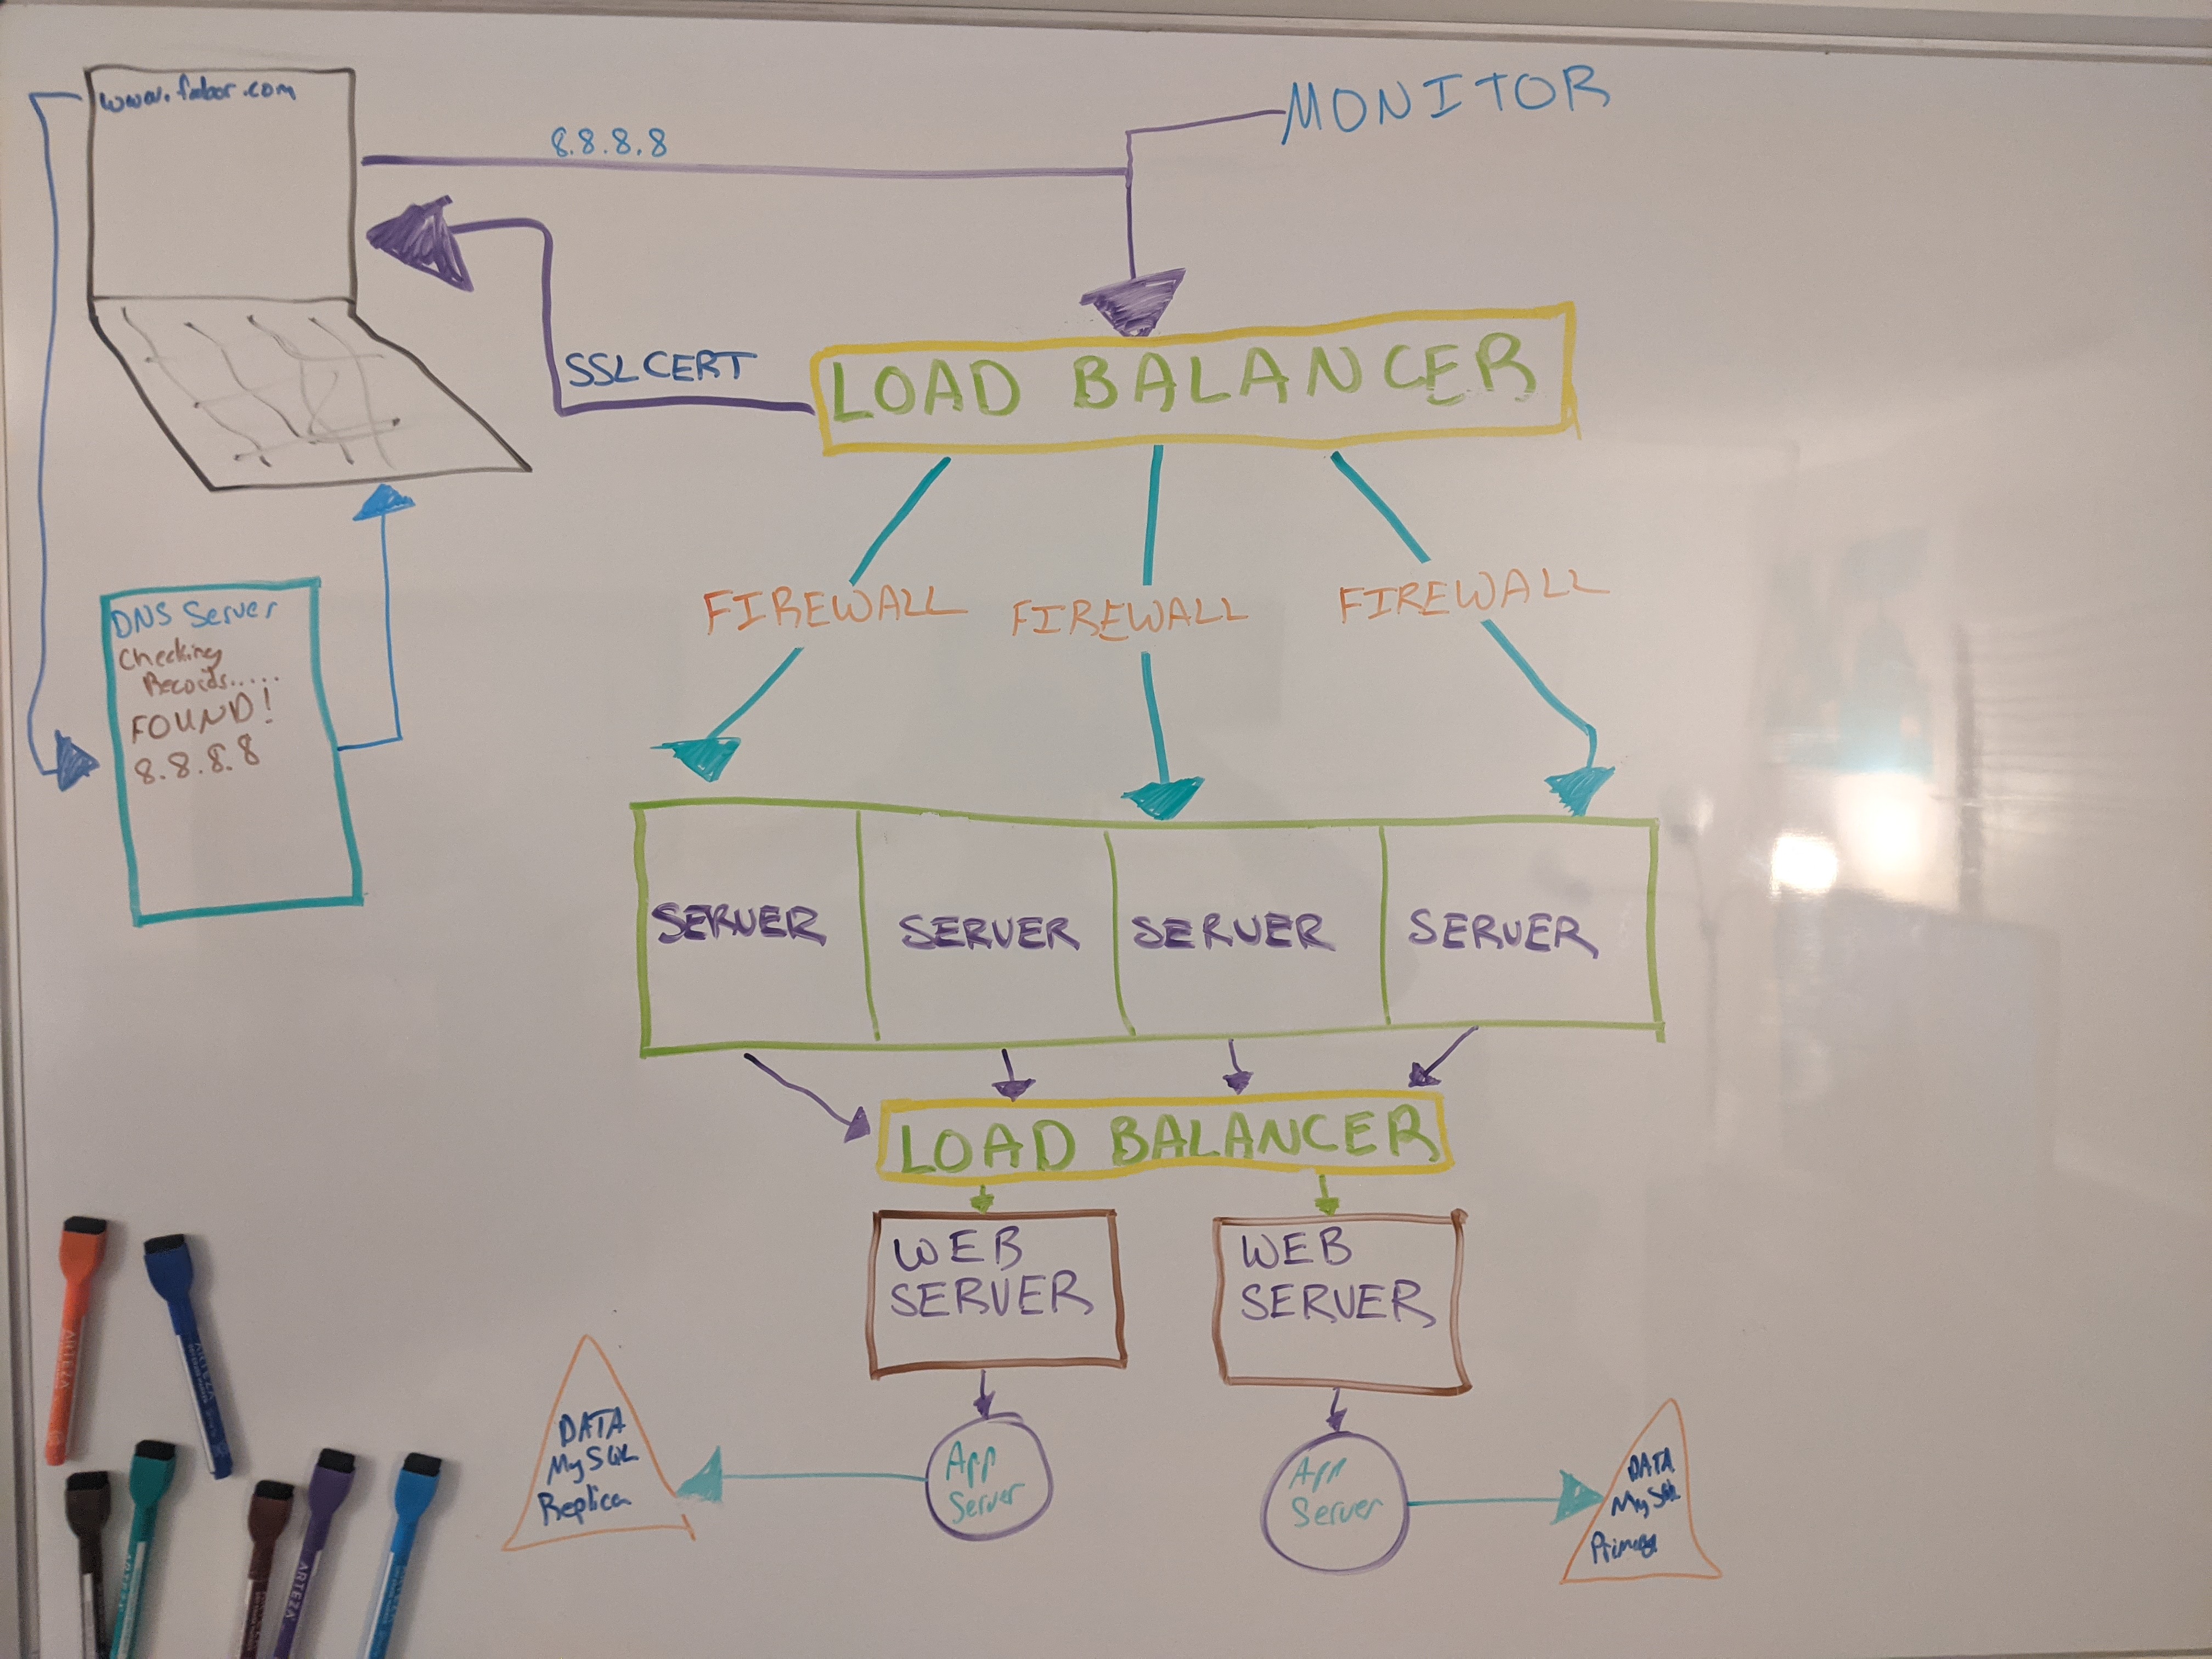 www.foobar.com
8.8.8.8
MONITOR
SSL CERT
LOAD BALANCER
FIREWALL
FIREWALL
FIREWALL
DNS Server
Checking
Records.....
FOUND!
8.8.8.8
SERVER
SERVER
SERVER
SERVER
LOAD BALANCER
WEB
SERVER
WEB
SERVER
App
Server
App
Server
DATA
MySQL
Replica
DATA
MySQL
ARTEZA
ARTEZA
ARTEZA
ARTEZA